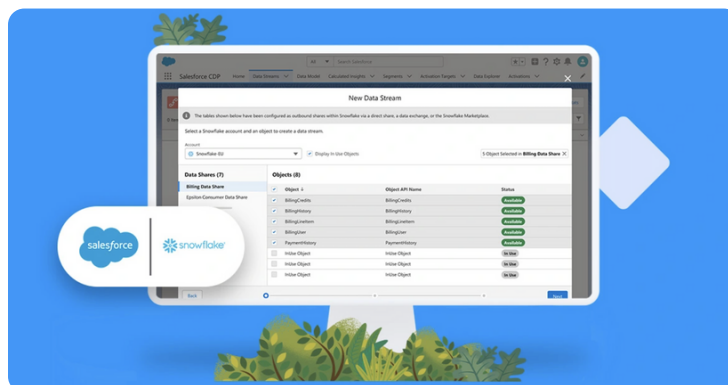 All
Search Salesforce
Salesforce CDP Home Data Streams Data Model Calculated Insights Segments Activation Targets Data Explorer Activations
New Data Stream
The tables shown below have been configured as outbound shares within Snowflake via a direct share, a data exchange, or the Snowflake Marketplace.
Select a Snowflake account and an object to create a data stream.
Account
Display In Use Objects
5 Object Selected in Billing Data Share
Data Shares (7)
Objects (8)
Billing Data Share
Epsilon Consumer Data Share
Object Object API Name Status
BillingCredits BillingCredits Available
BillingHistory BillingHistory Available
BillingLineItem BillingLineItem Available
BillingUser BillingUser Available
PaymentHistory PaymentHistory Available
InUse Object InUse Object In Use
InUse Object InUse Object In Use
InUse Object InUse Object In Use
Back
Next
salesforce
snowflake